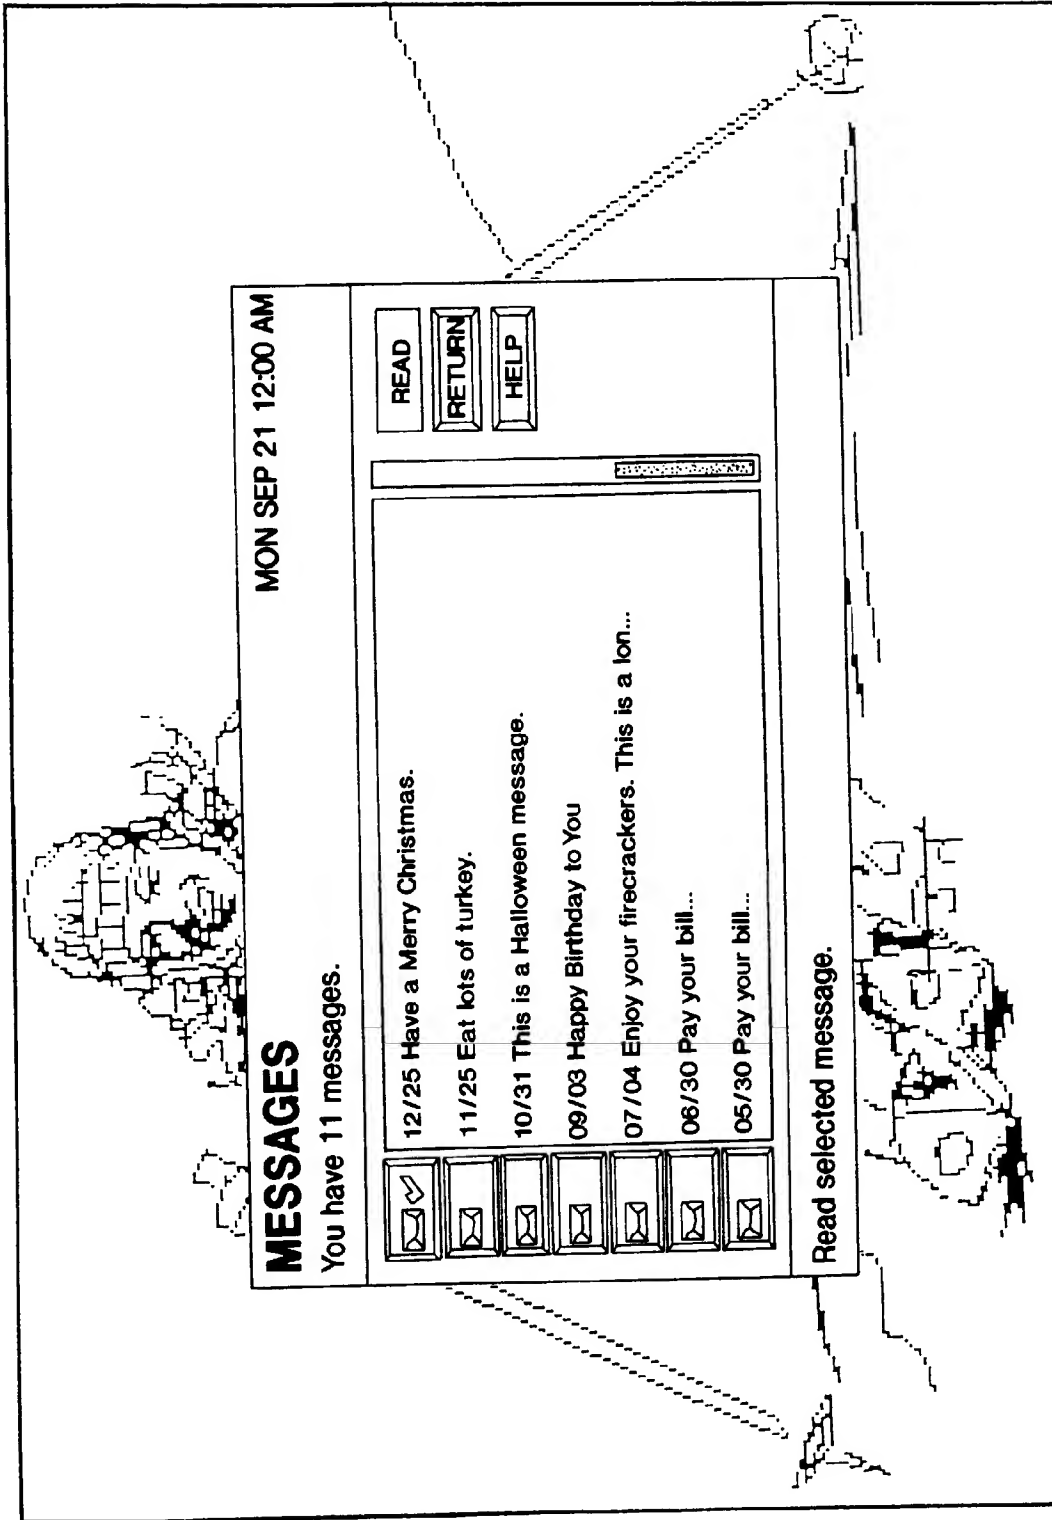 MESSAGES
MON SEP 21 12:00 AM
You have 11 messages.
12/25 Have a Merry Christmas.
11/25 Eat lots of turkey.
10/31 This is a Halloween message.
09/03 Happy Birthday to You
07/04 Enjoy your firecrackers. This is a lon...
06/30 Pay your bill...
05/30 Pay your bill...
READ
RETURN
HELP
Read selected message.